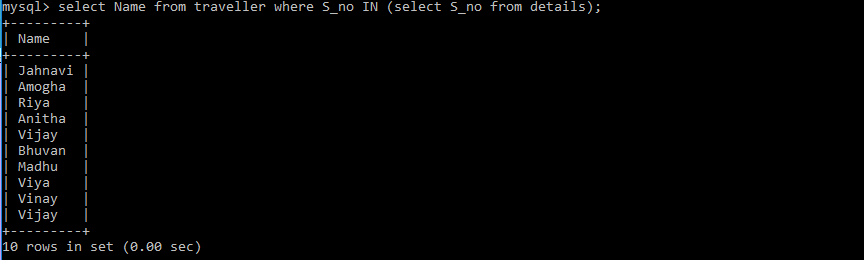 mysql> select Name from traveller where S_no IN (select S_no from details);
+---------+
| Name    |
+---------+
| Jahnavi |
| Amogha  |
| Riya    |
| Anitha  |
| Vijay   |
| Bhuvan  |
| Madhu   |
| Viya    |
| Vinay   |
| Vijay   |
+---------+
10 rows in set (0.00 sec)